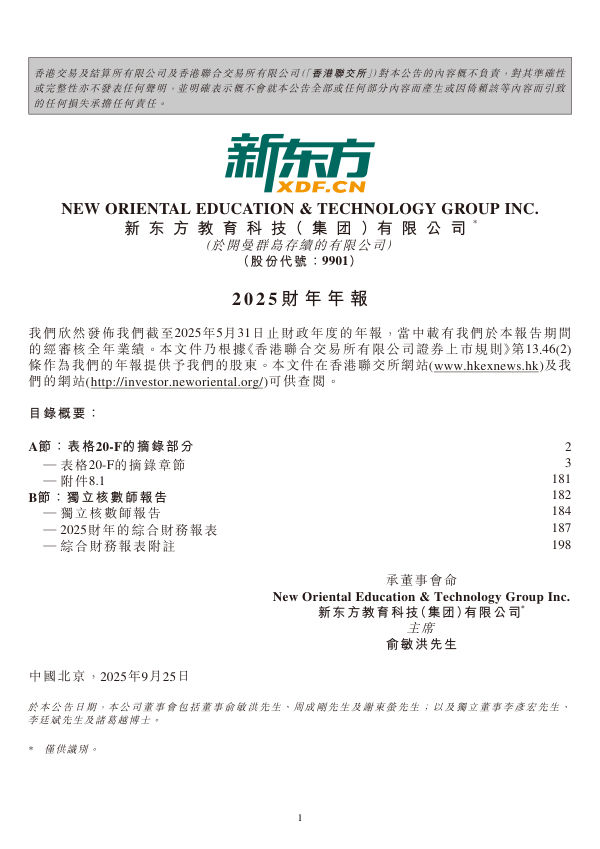 香港交易及結算所有限公司及香港聯合交易所有限公司(「香港聯交所」)對本公告的內容概不負責，對其準確性
或完整性亦不發表任何聲明，並明確表示概不會就本公告全部或任何部分內容而產生或因倚賴該等內容而引致
的任何損失承擔任何責任。
新东方
XDF.CN
NEW ORIENTAL EDUCATION & TECHNOLOGY GROUP INC.
新东方教育科技(集团)有限公司*
(於開曼群島存續的有限公司)
(股份代號：9901)
2025財年年報
我們欣然發佈我們截至2025年5月31日止財政年度的年報，當中載有我們於本報告期間
的經審核全年業績。本文件乃根據《香港聯合交易所有限公司證券上市規則》第13.46(2)
條作為我們的年報提供予我們的股東。本文件在香港聯交所網站(www.hkexnews.hk)及我
們的網站(http://investor.neworiental.org/)可供查閱。
目錄概要：
A節：表格20-F的摘錄部分 2
— 表格20-F的摘錄章節 3
— 附件8.1 181
B節：獨立核數師報告 182
— 獨立核數師報告 184
— 2025財年的綜合財務報表 187
— 綜合財務報表附註 198
承董事會命
New Oriental Education & Technology Group Inc.
新东方教育科技(集团)有限公司*
主席
俞敏洪先生
中國北京，2025年9月25日
於本公告日期，本公司董事會包括董事俞敏洪先生、周成剛先生及謝東螢先生；以及獨立董事李彥宏先生、
李廷斌先生及諸葛越博士。
* 僅供識別。
1